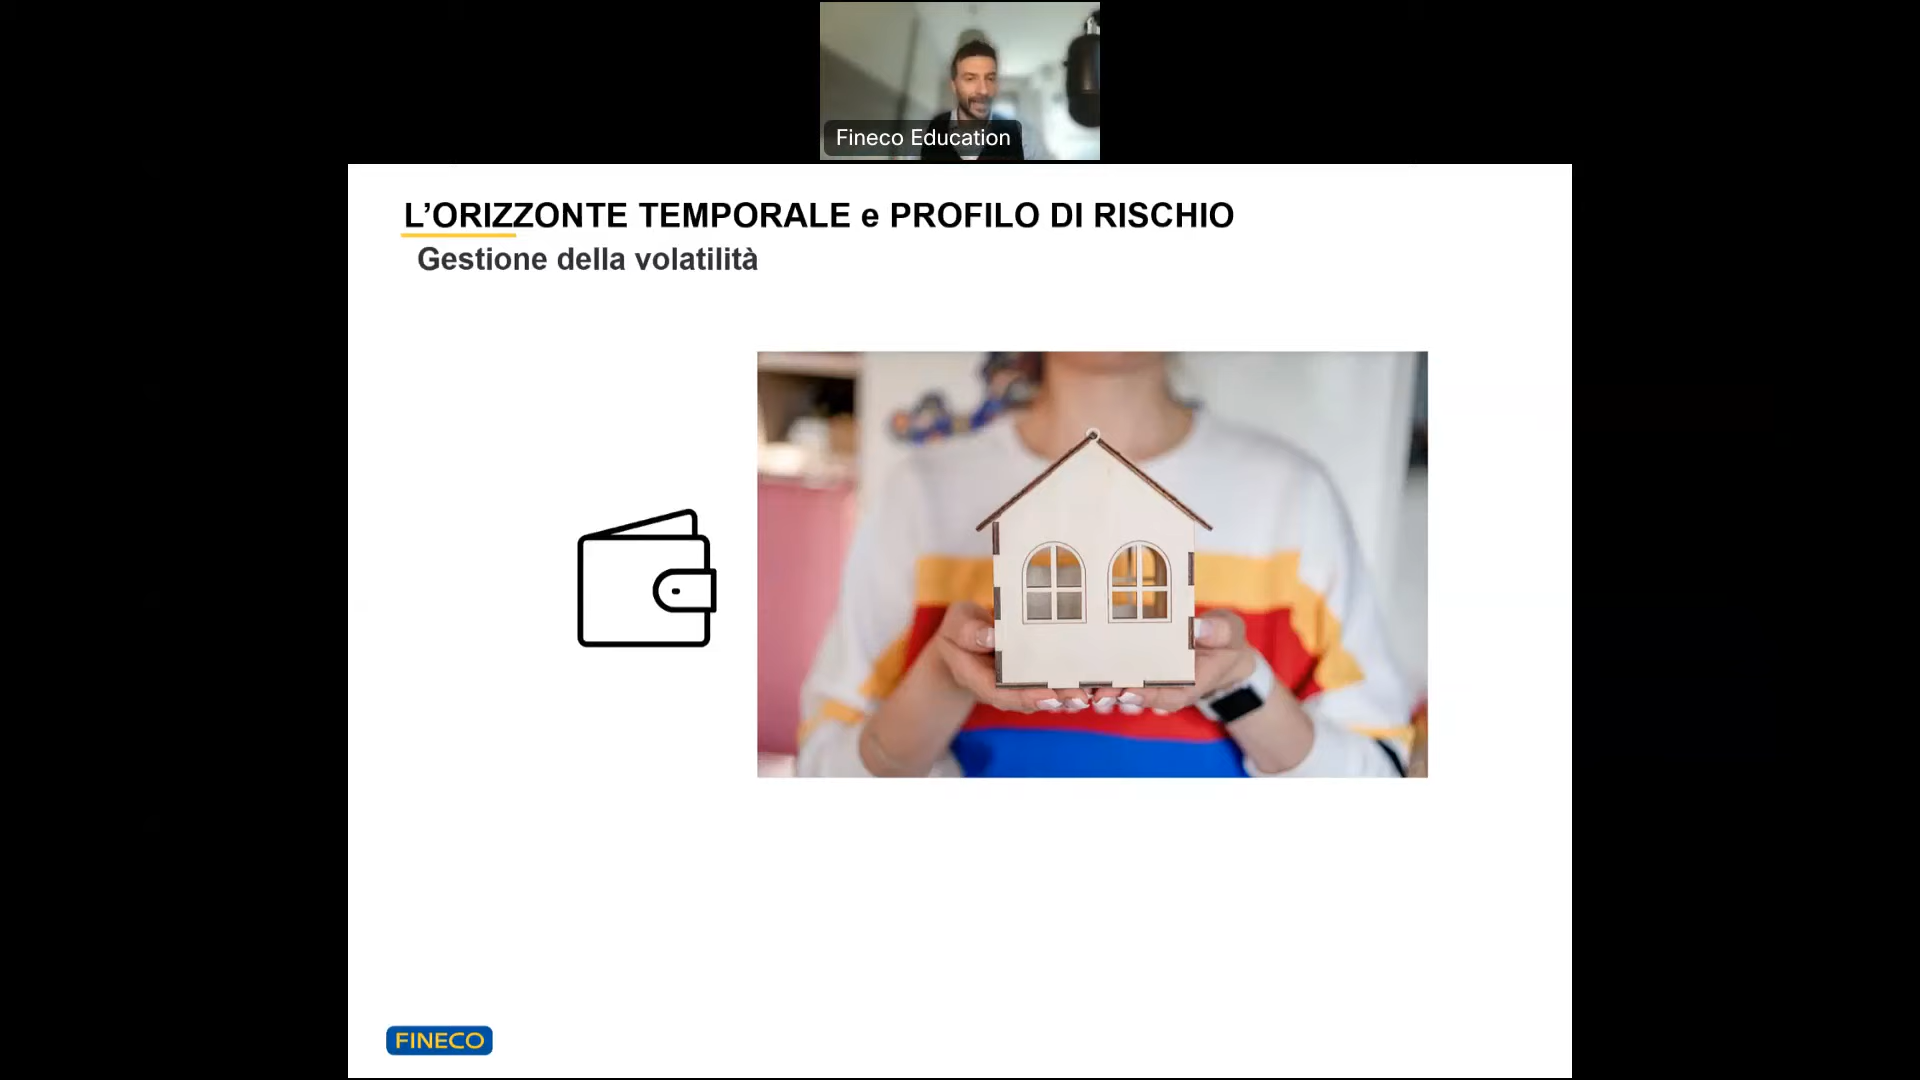 Fineco Education
L’ORIZZONTE TEMPORALE e PROFILO DI RISCHIO
Gestione della volatilità
FINECO